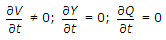 ∂V/∂t ≠ 0; ∂Y/∂t = 0; ∂Q/∂t = 0